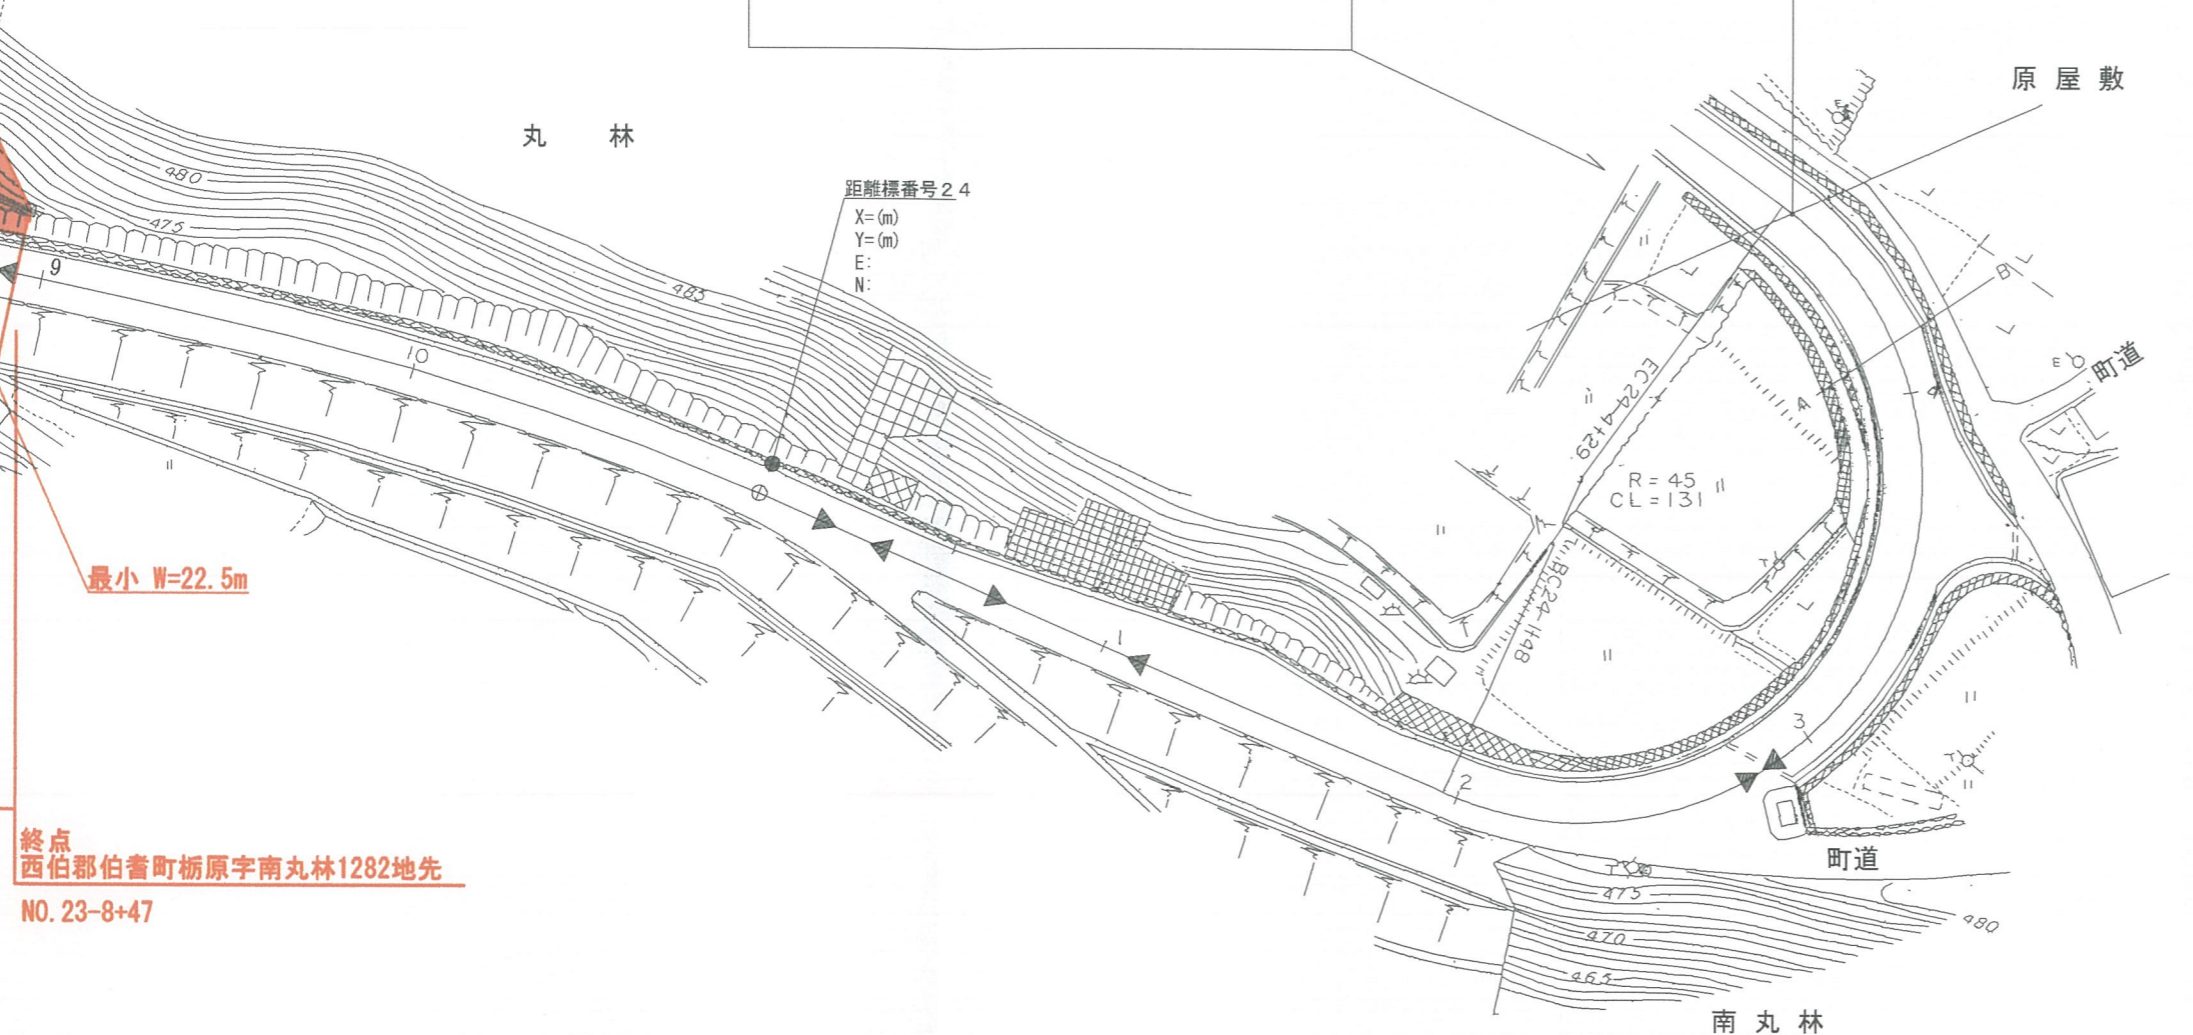 原屋敷
丸 林
480
475
距離標番号24
X=(m)
Y=(m)
E:
N:
485
9
10
B
E
町道
A
4
EC24-4+29
R=45
CL=131
最小 W=22.5m
1
BC24-1+48
2
3
終点
西伯郡伯耆町栃原字南丸林1282地先
NO.23-8+47
町道
475
480
470
465
南丸林